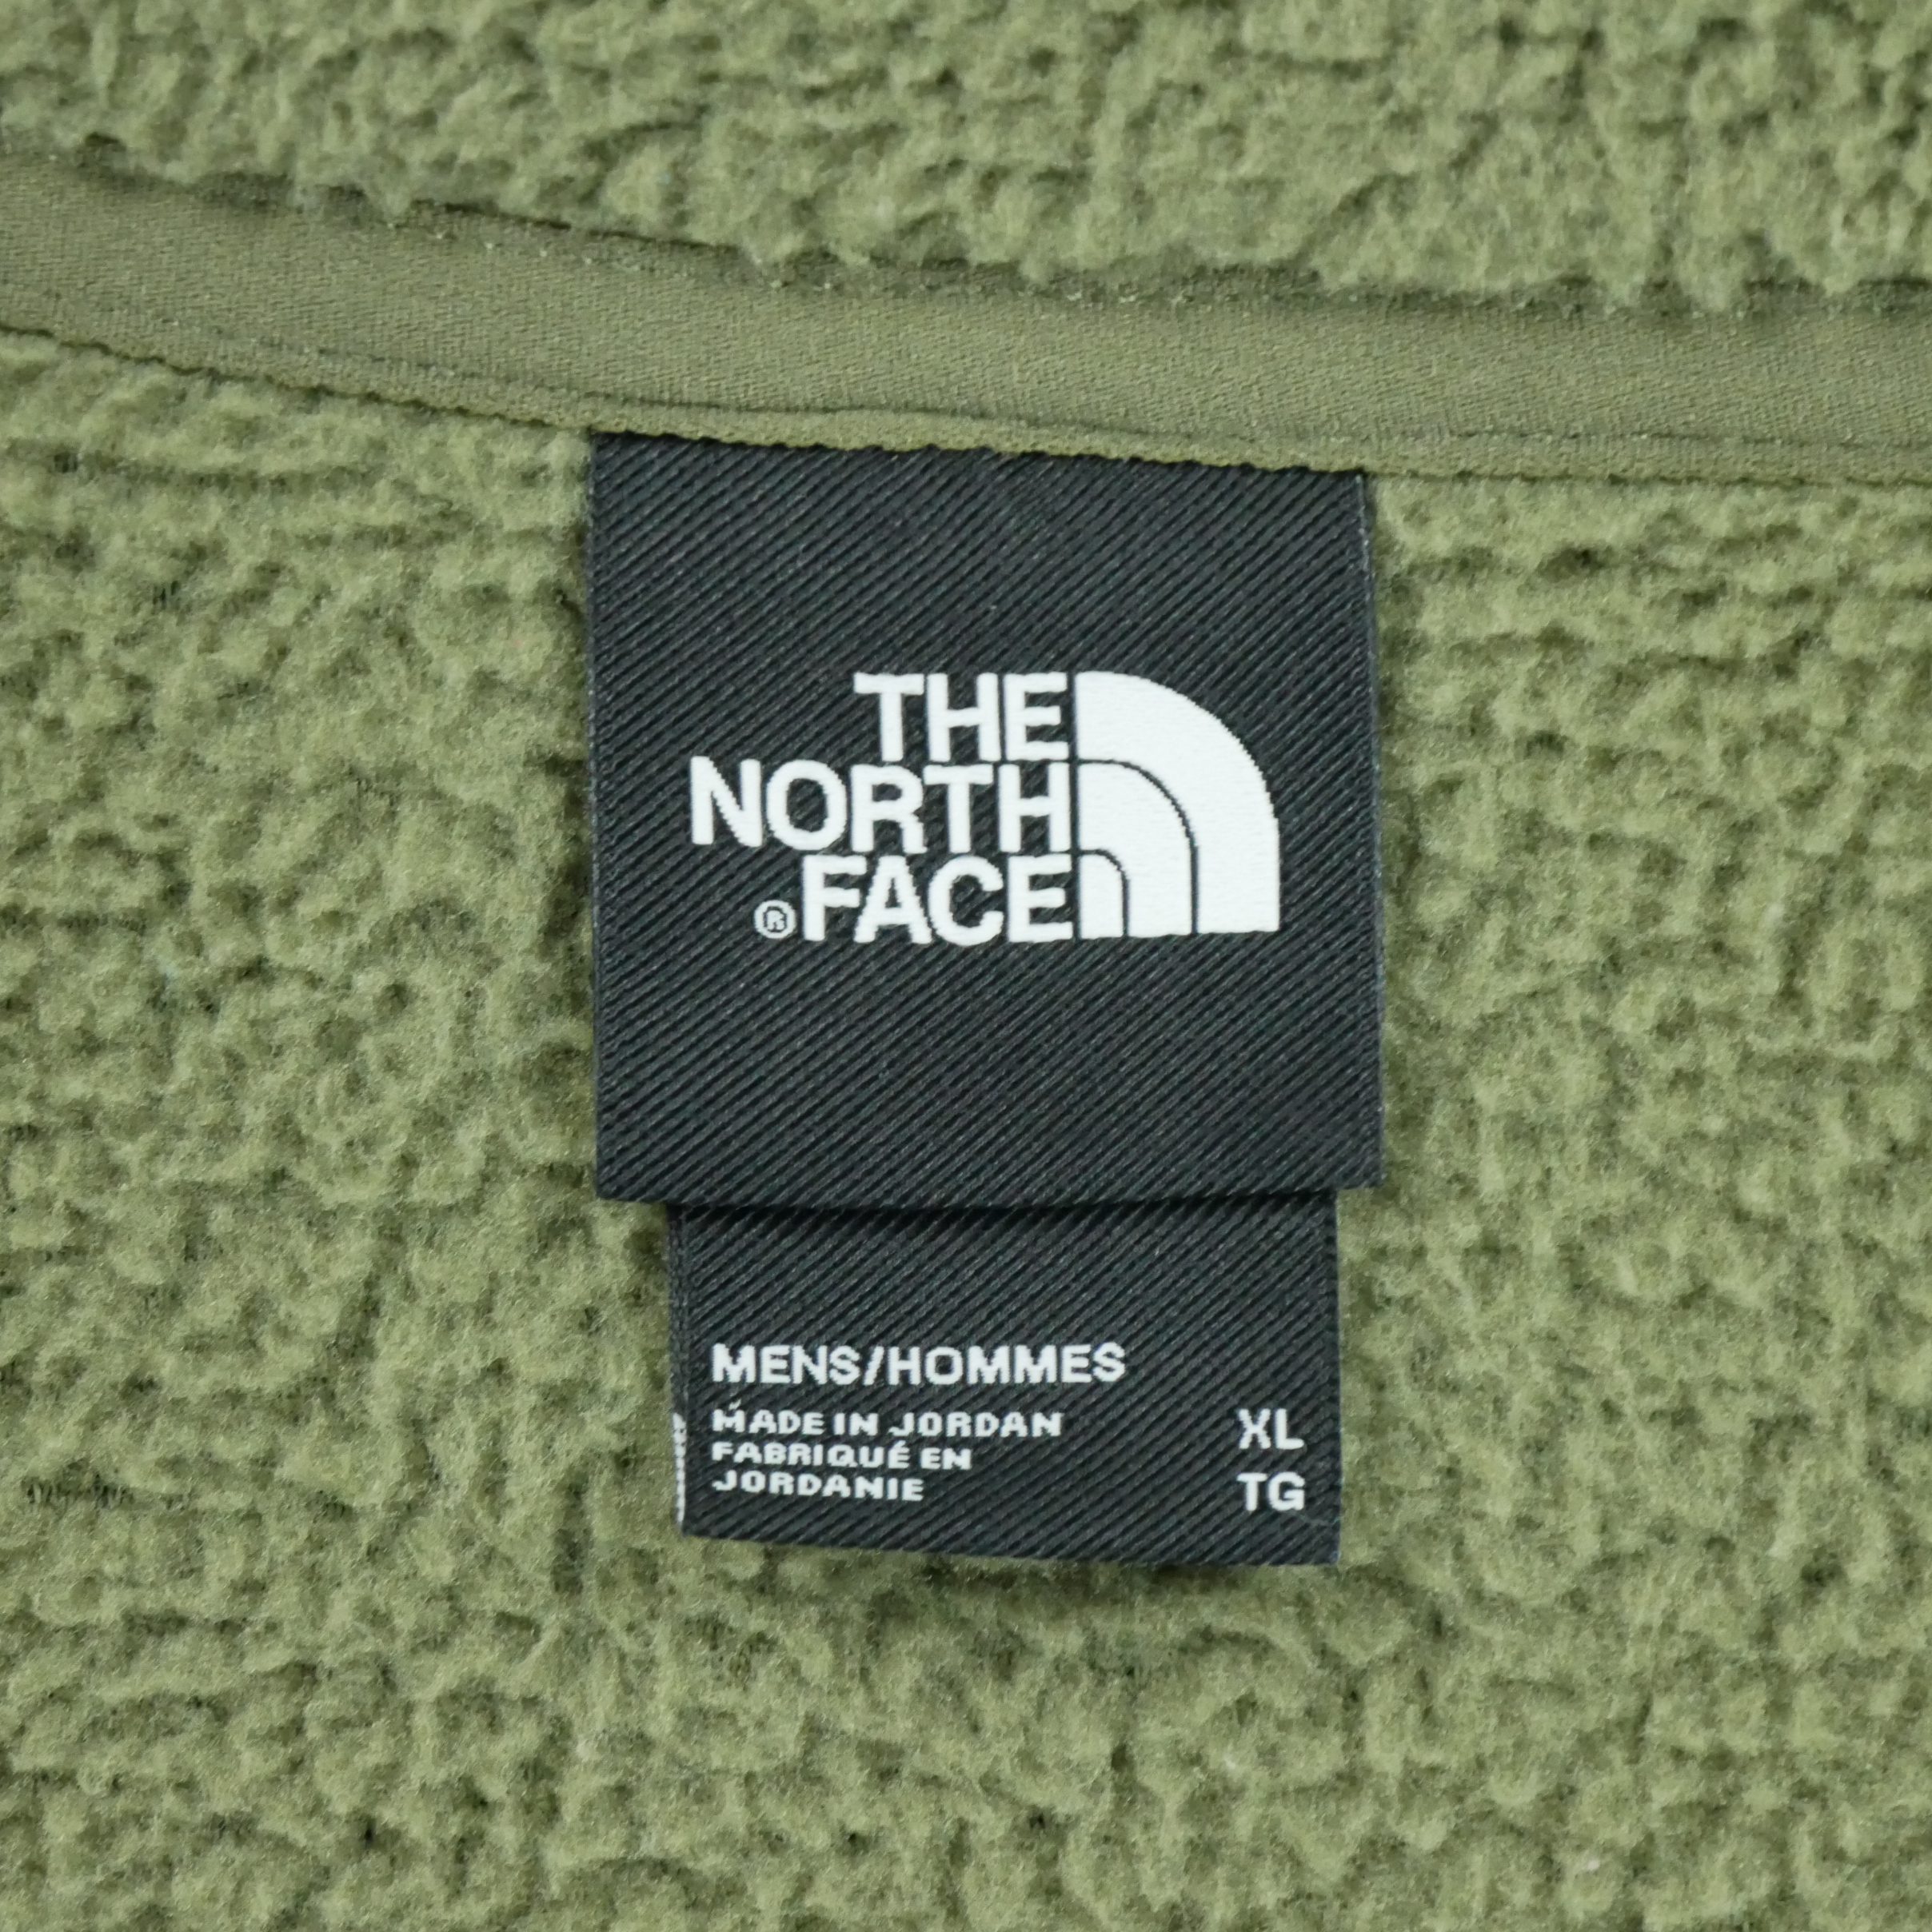 THE
NORTH
®FACE
MENS/HOMMES
MADE IN JORDAN XL
FABRIQUÉ EN
JORDANIE TG